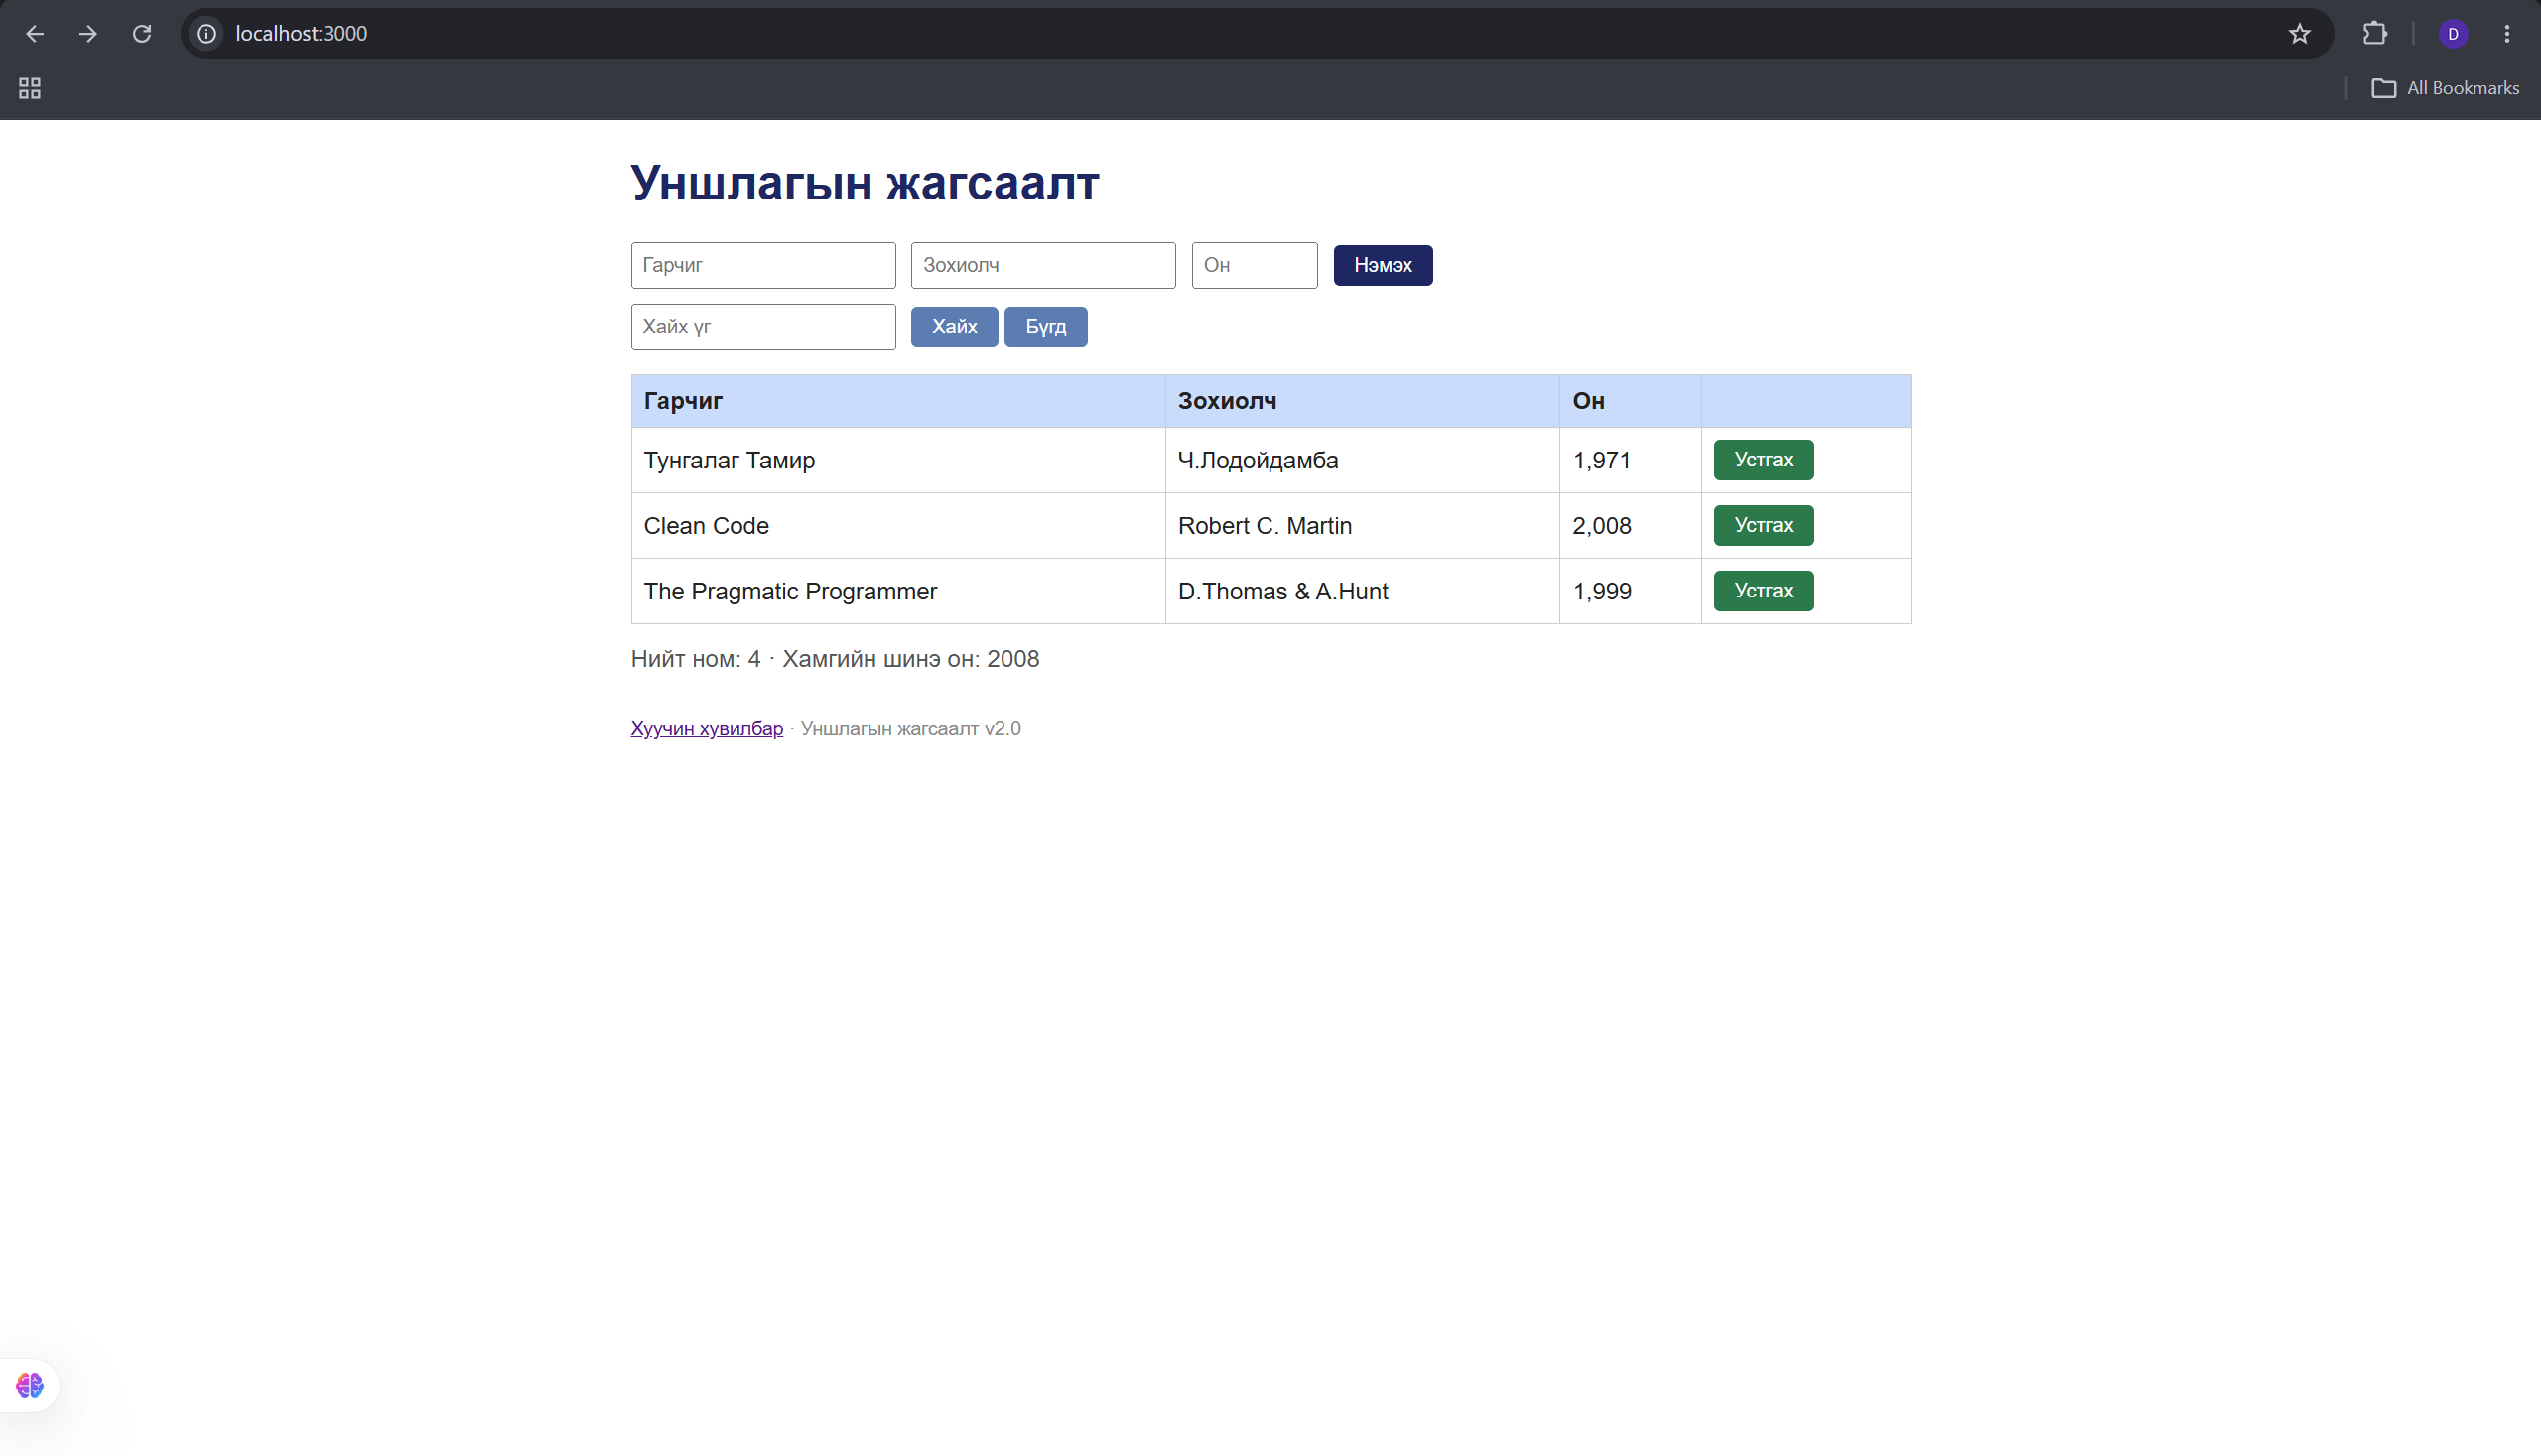 localhost:3000
D
All Bookmarks
Уншлагын жагсаалт
Гарчиг Зохиолч Он Нэмэх
Хайх үг Хайх Бүгд
Гарчиг Зохиолч Он
Тунгалаг Тамир Ч.Лодойдамба 1,971 Устгах
Clean Code Robert C. Martin 2,008 Устгах
The Pragmatic Programmer D.Thomas & A.Hunt 1,999 Устгах
Нийт ном: 4 · Хамгийн шинэ он: 2008
Хуучин хувилбар · Уншлагын жагсаалт v2.0